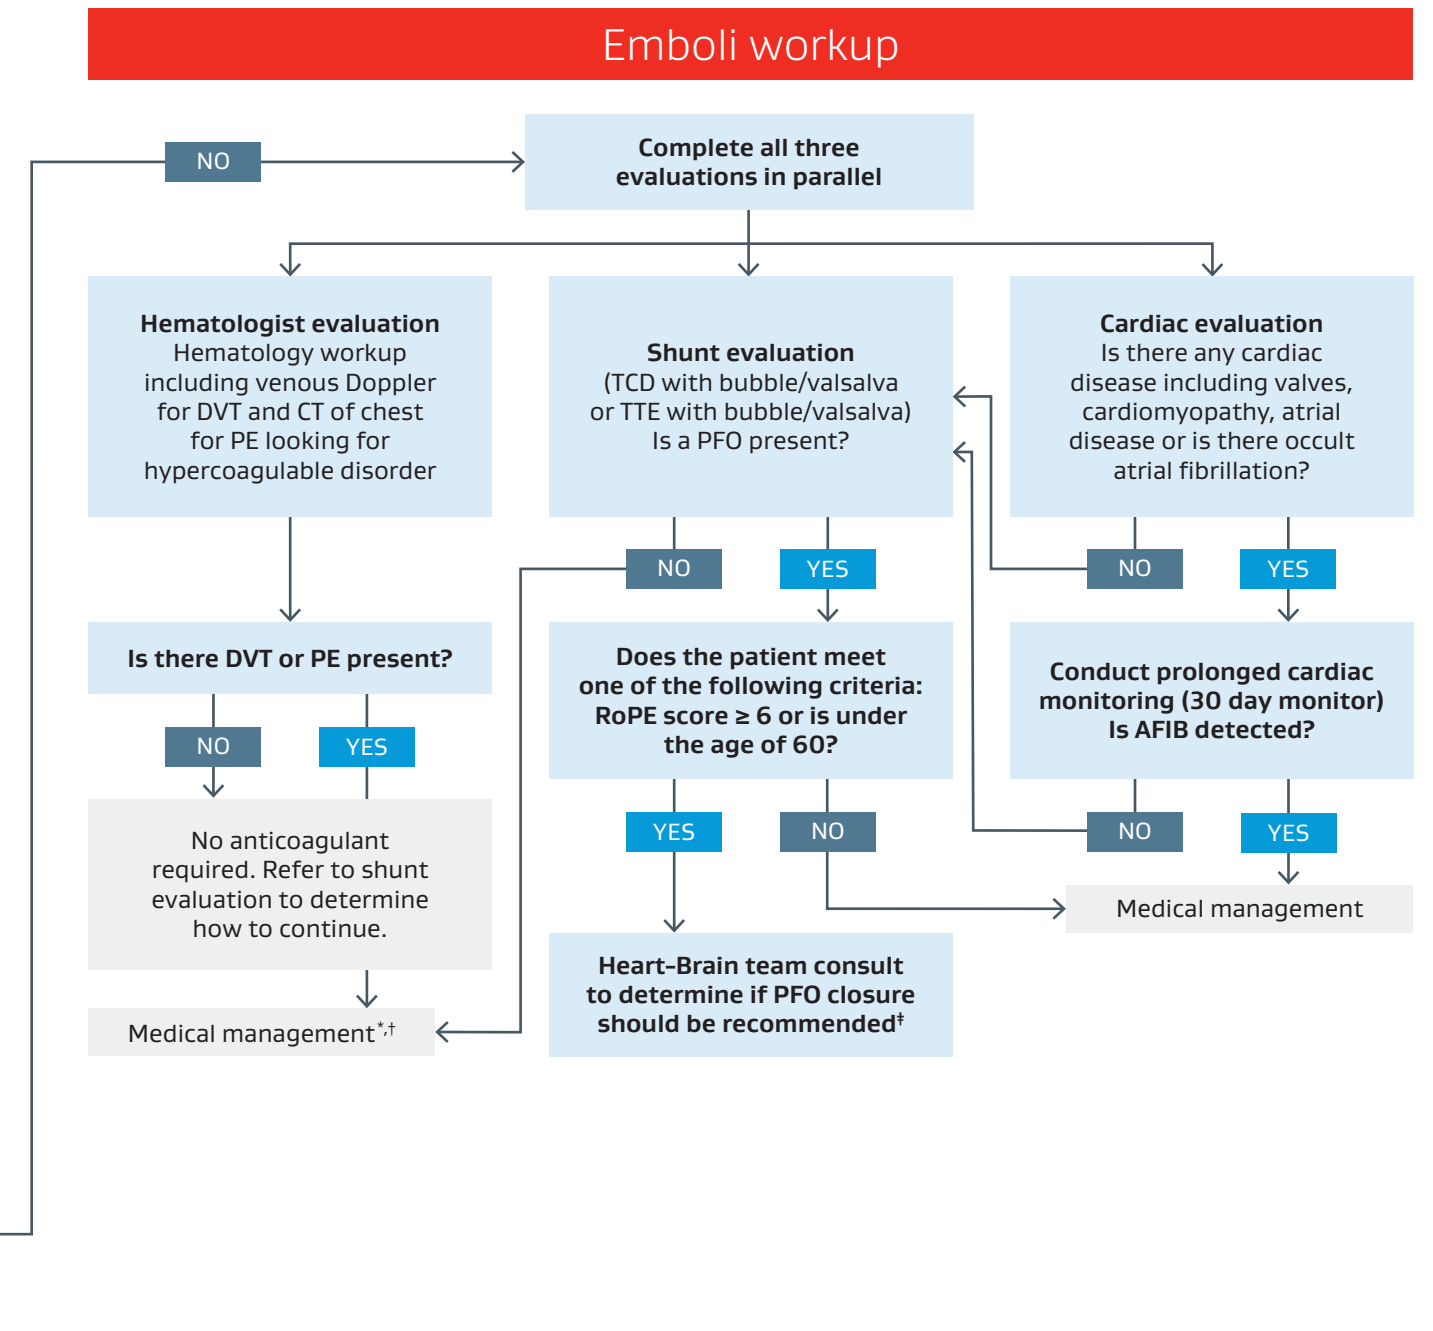 Emboli workup
NO
Complete all three
evaluations in parallel
Hematologist evaluation
Hematology workup
including venous Doppler
for DVT and CT of chest
for PE looking for
hypercoagulable disorder
Shunt evaluation
(TCD with bubble/valsalva
or TTE with bubble/valsalva)
Is a PFO present?
Cardiac evaluation
Is there any cardiac
disease including valves,
cardiomyopathy, atrial
disease or is there occult
atrial fibrillation?
NO
YES
NO
YES
Is there DVT or PE present?
Does the patient meet
one of the following criteria:
RoPE score ≥ 6 or is under
the age of 60?
Conduct prolonged cardiac
monitoring (30 day monitor)
Is AFIB detected?
NO
YES
YES
NO
NO
YES
No anticoagulant
required. Refer to shunt
evaluation to determine
how to continue.
Medical management
Heart-Brain team consult
to determine if PFO closure
should be recommended‡
Medical management*,†